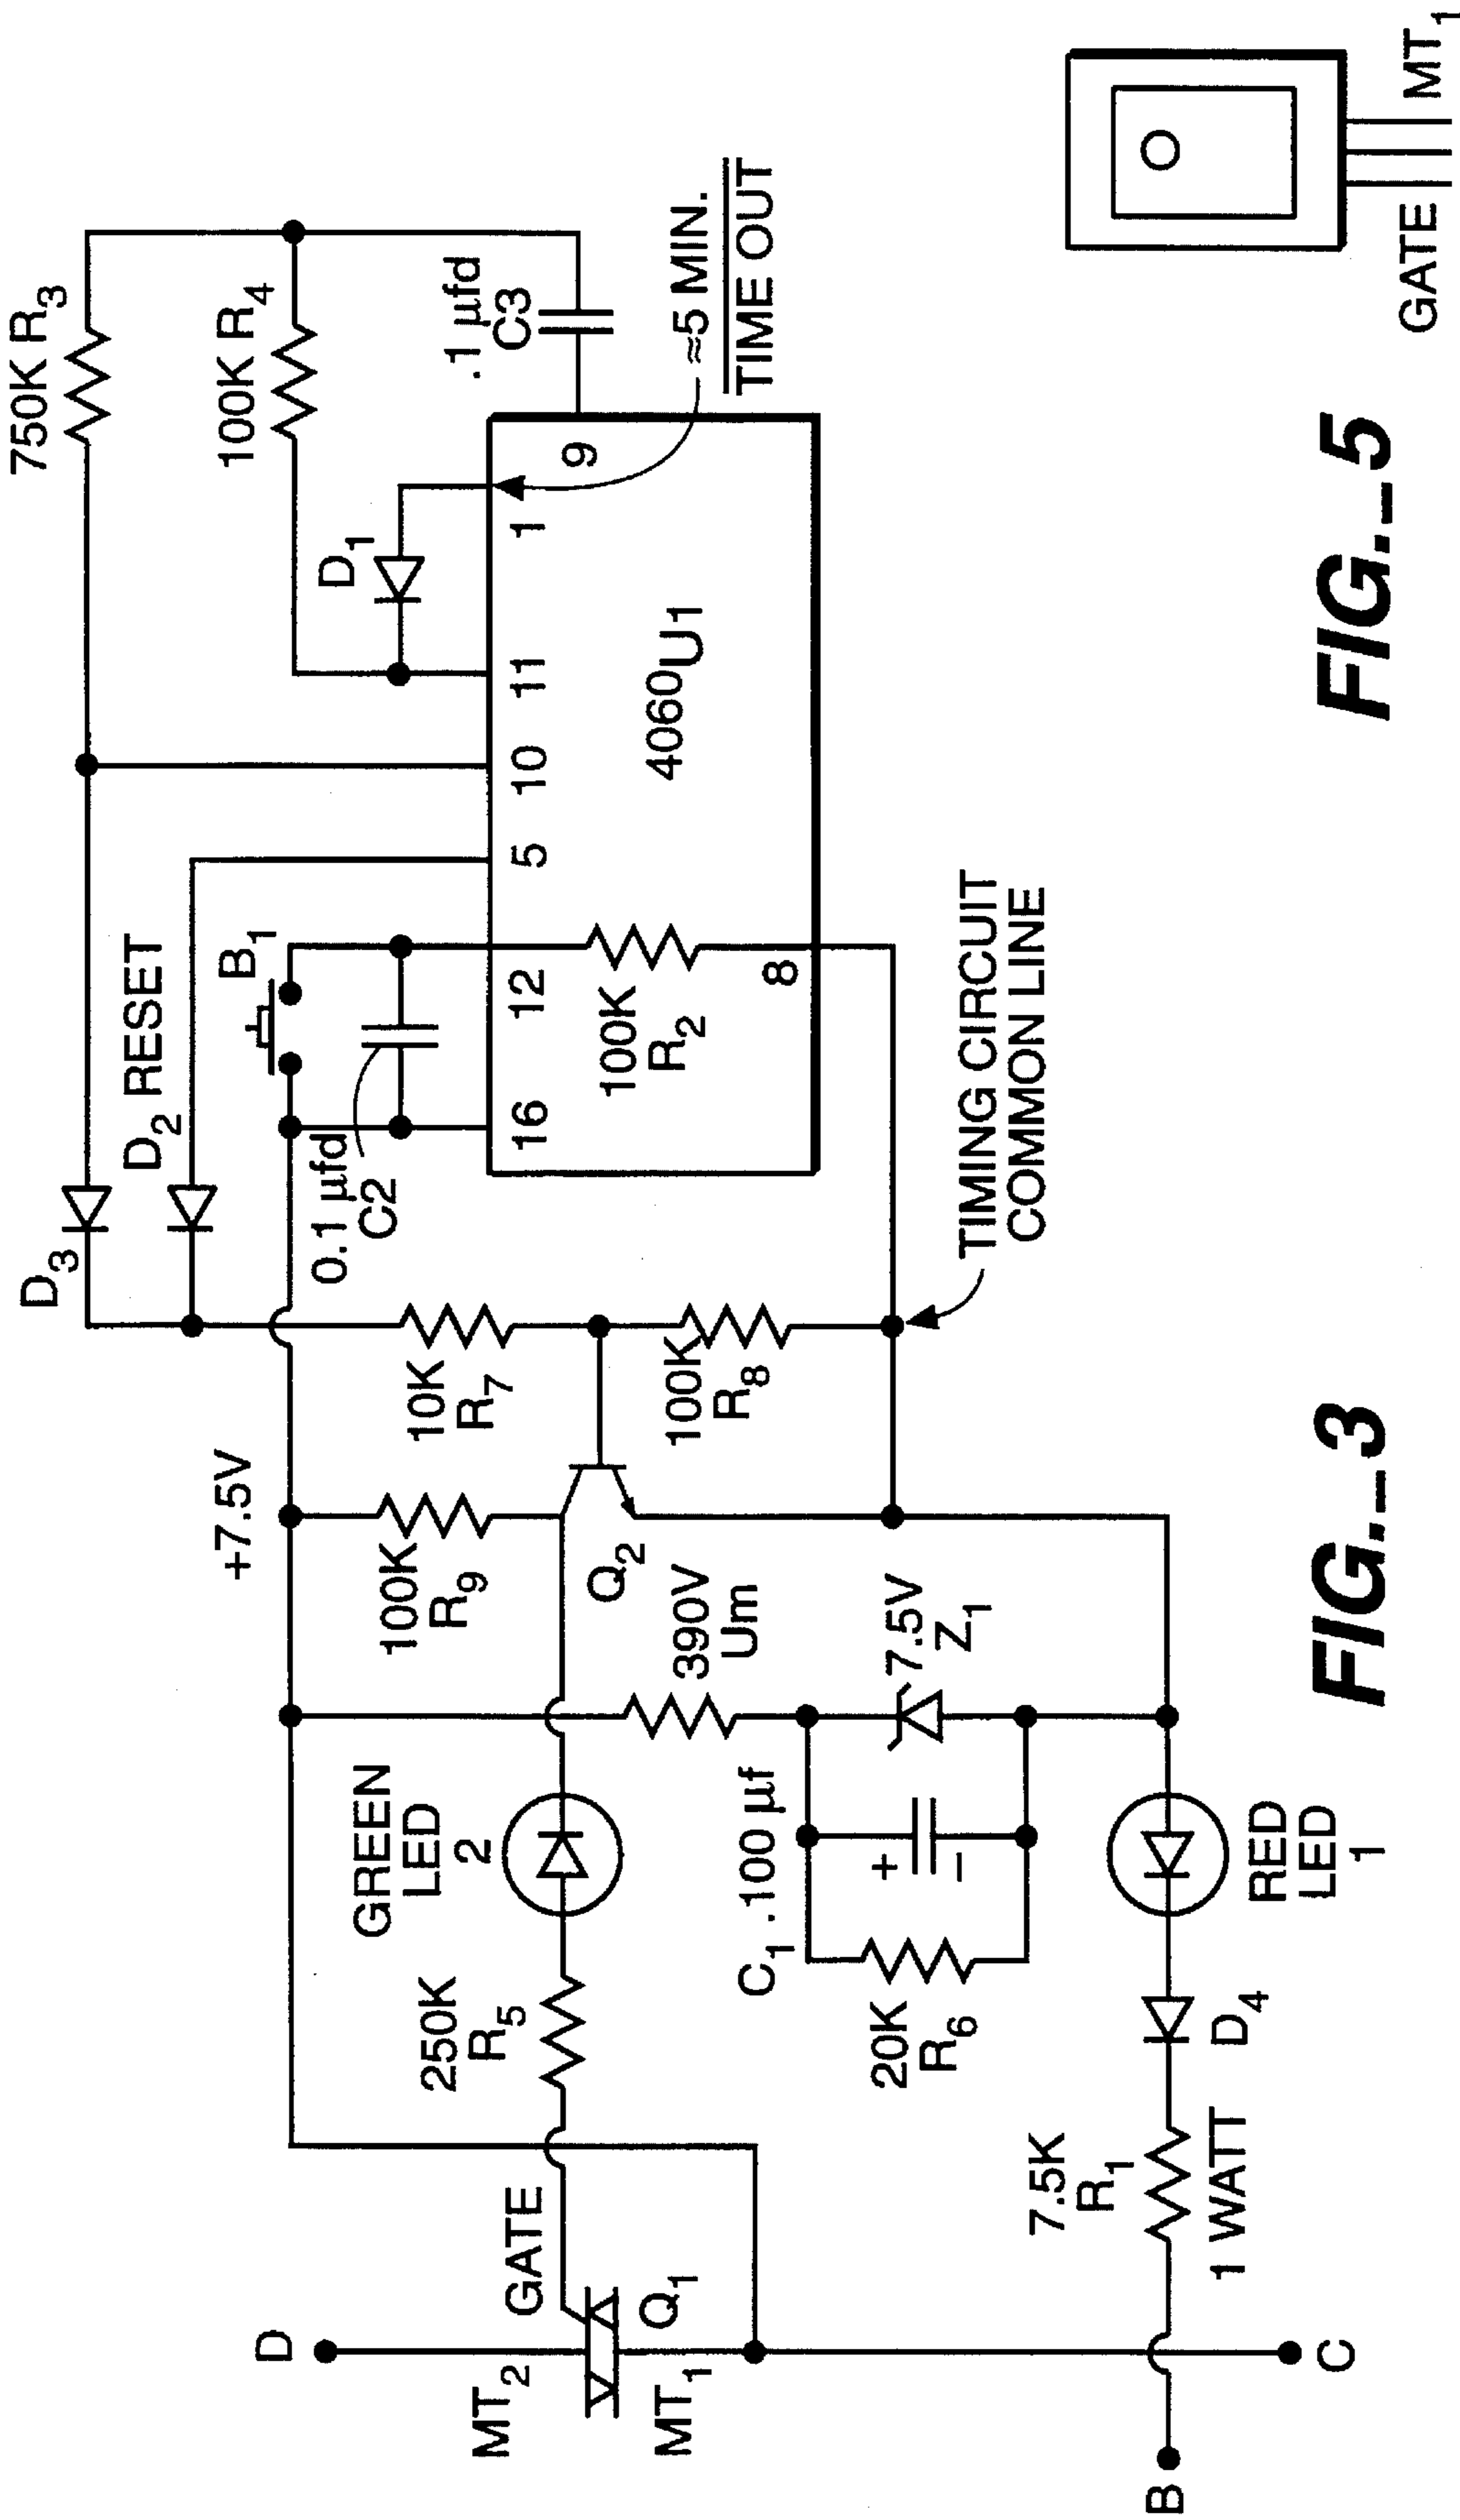 D
MT2
GATE
Q1
MT1
C
B
7.5K
R1
1 WATT
D4
RED
LED
1
250K
R5
GREEN
LED
2
20K
R6
C1 .100 µf
+
−
7.5V
Z1
390V
Um
100K
R9
Q2
+7.5V
10K
R7
100K
R8
D3
D2 RESET
B1
0.1 µfd
C2
16
12
5
10
11
1
9
8
100K
R2
4060U1
D1
750K R3
100K R4
.1 µfd
C3
≈5 MIN.
TIME OUT
TIMING CIRCUIT
COMMON LINE
FIG._3
GATE
MT1
FIG._5